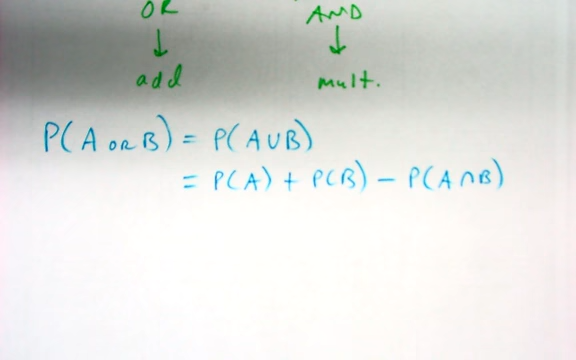 OR AND
↓ ↓
add mult.
P(A OR B) = P(A∪B)
= P(A) + P(B) − P(A∩B)